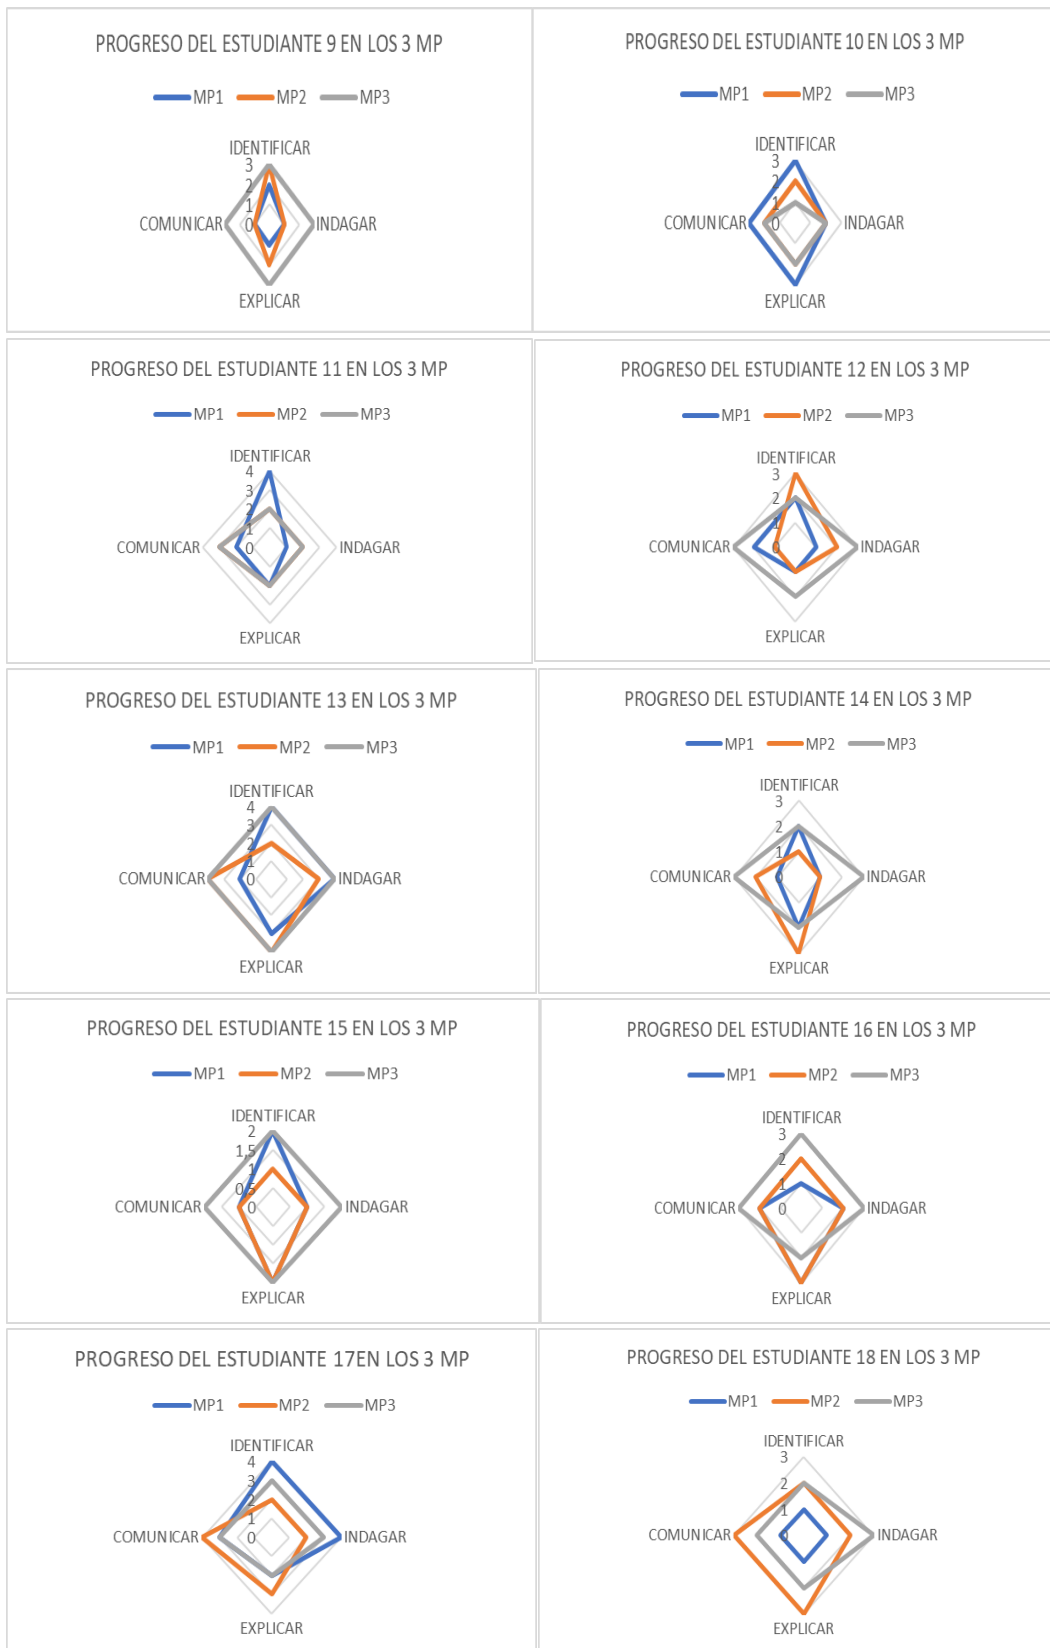 PROGRESO DEL ESTUDIANTE 9 EN LOS 3 MP
MP1 MP2 MP3
IDENTIFICAR
3
2
1
0
COMUNICAR
INDAGAR
EXPLICAR
PROGRESO DEL ESTUDIANTE 10 EN LOS 3 MP
MP1 MP2 MP3
IDENTIFICAR
3
2
1
0
COMUNICAR
INDAGAR
EXPLICAR
PROGRESO DEL ESTUDIANTE 11 EN LOS 3 MP
MP1 MP2 MP3
IDENTIFICAR
4
3
2
1
0
COMUNICAR
INDAGAR
EXPLICAR
PROGRESO DEL ESTUDIANTE 12 EN LOS 3 MP
MP1 MP2 MP3
IDENTIFICAR
3
2
1
0
COMUNICAR
INDAGAR
EXPLICAR
PROGRESO DEL ESTUDIANTE 13 EN LOS 3 MP
MP1 MP2 MP3
IDENTIFICAR
4
3
2
1
0
COMUNICAR
INDAGAR
EXPLICAR
PROGRESO DEL ESTUDIANTE 14 EN LOS 3 MP
MP1 MP2 MP3
IDENTIFICAR
3
2
1
0
COMUNICAR
INDAGAR
EXPLICAR
PROGRESO DEL ESTUDIANTE 15 EN LOS 3 MP
MP1 MP2 MP3
IDENTIFICAR
2
1,5
1
0,5
0
COMUNICAR
INDAGAR
EXPLICAR
PROGRESO DEL ESTUDIANTE 16 EN LOS 3 MP
MP1 MP2 MP3
IDENTIFICAR
3
2
1
0
COMUNICAR
INDAGAR
EXPLICAR
PROGRESO DEL ESTUDIANTE 17EN LOS 3 MP
MP1 MP2 MP3
IDENTIFICAR
4
3
2
1
0
COMUNICAR
INDAGAR
EXPLICAR
PROGRESO DEL ESTUDIANTE 18 EN LOS 3 MP
MP1 MP2 MP3
IDENTIFICAR
3
2
1
0
COMUNICAR
INDAGAR
EXPLICAR